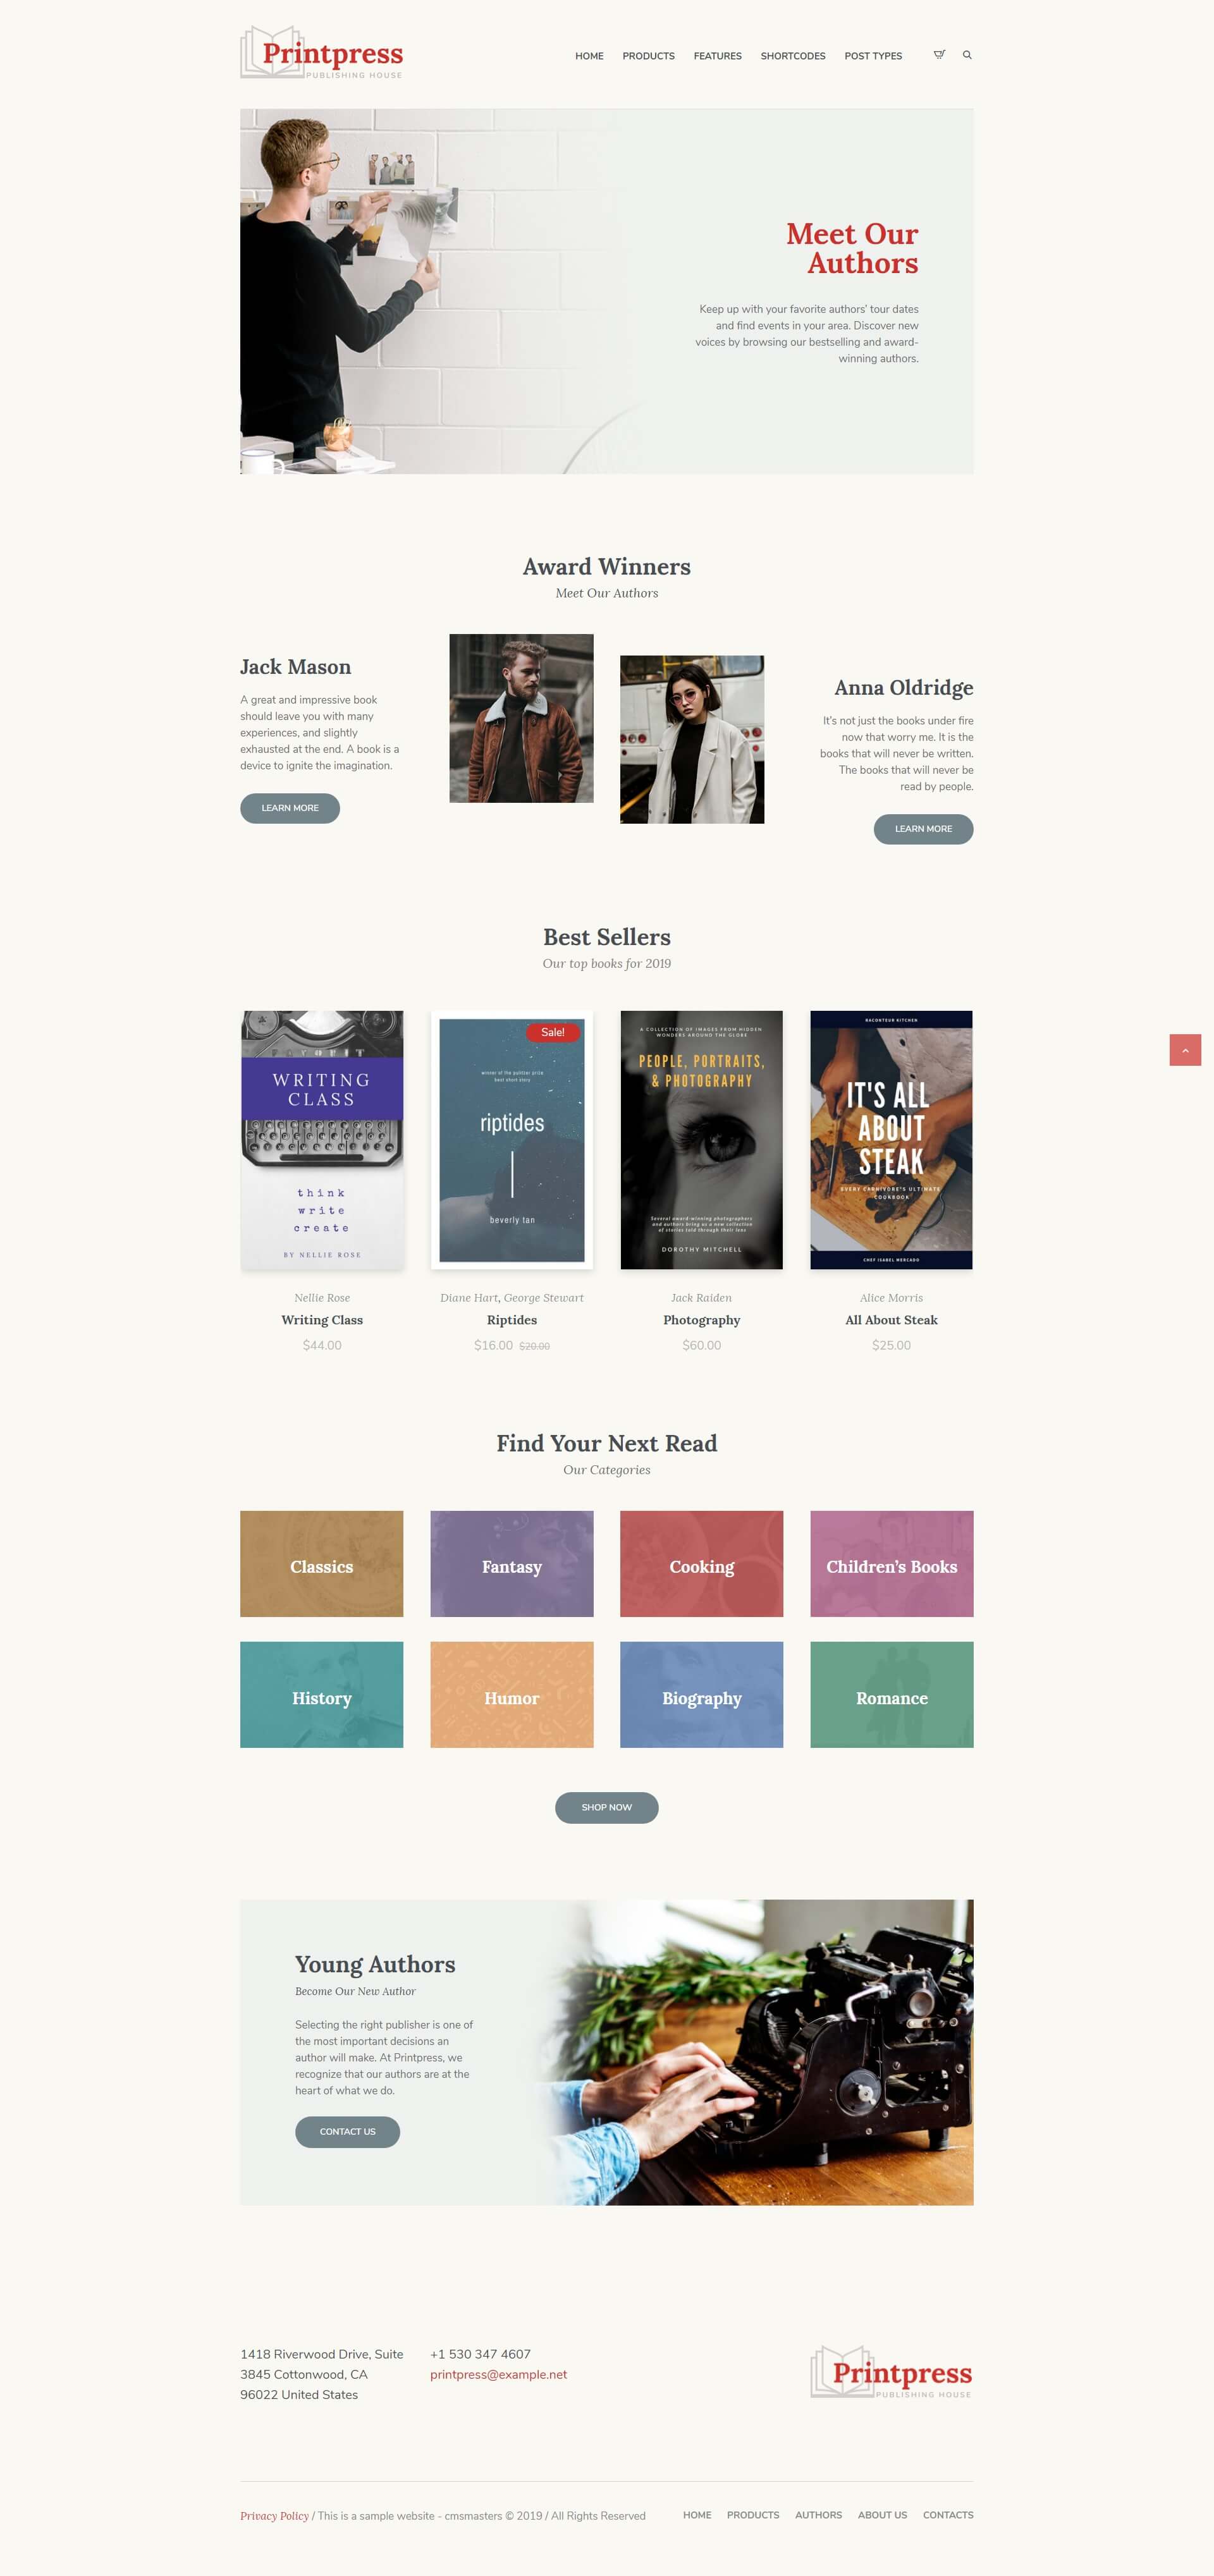 Printpress
PUBLISHING HOUSE
HOME PRODUCTS FEATURES SHORTCODES POST TYPES
Meet Our
Authors
Keep up with your favorite authors' tour dates
and find events in your area. Discover new
voices by browsing our bestselling and award-
winning authors.
Award Winners
Meet Our Authors
Jack Mason
A great and impressive book
should leave you with many
experiences, and slightly
exhausted at the end. A book is a
device to ignite the imagination.
LEARN MORE
Anna Oldridge
It's not just the books under fire
now that worry me. It is the
books that will never be written.
The books that will never be
read by people.
LEARN MORE
Best Sellers
Our top books for 2019
WRITING
CLASS
think
write
create
BY NELLIE ROSE
Sale!
winner of the pulitzer prize
best short story
riptides
beverly tan
A COLLECTION OF IMAGES FROM HIDDEN
WONDERS AROUND THE GLOBE
PEOPLE, PORTRAITS,
& PHOTOGRAPHY
Several award-winning photographers
and authors bring us a new collection
of stories told through their lens
DOROTHY MITCHELL
RACONTEUR KITCHEN
IT'S ALL
ABOUT
STEAK
EVERY CARNIVORE'S ULTIMATE
COOKBOOK
CHEF ISABEL MERCADO
Nellie Rose
Writing Class
$44.00
Diane Hart, George Stewart
Riptides
$16.00 $20.00
Jack Raiden
Photography
$60.00
Alice Morris
All About Steak
$25.00
Find Your Next Read
Our Categories
Classics
Fantasy
Cooking
Children's Books
History
Humor
Biography
Romance
SHOP NOW
Young Authors
Become Our New Author
Selecting the right publisher is one of
the most important decisions an
author will make. At Printpress, we
recognize that our authors are at the
heart of what we do.
CONTACT US
1418 Riverwood Drive, Suite
3845 Cottonwood, CA
96022 United States
+1 530 347 4607
printpress@example.net
Printpress
PUBLISHING HOUSE
Privacy Policy / This is a sample website - cmsmasters © 2019 / All Rights Reserved
HOME PRODUCTS AUTHORS ABOUT US CONTACTS